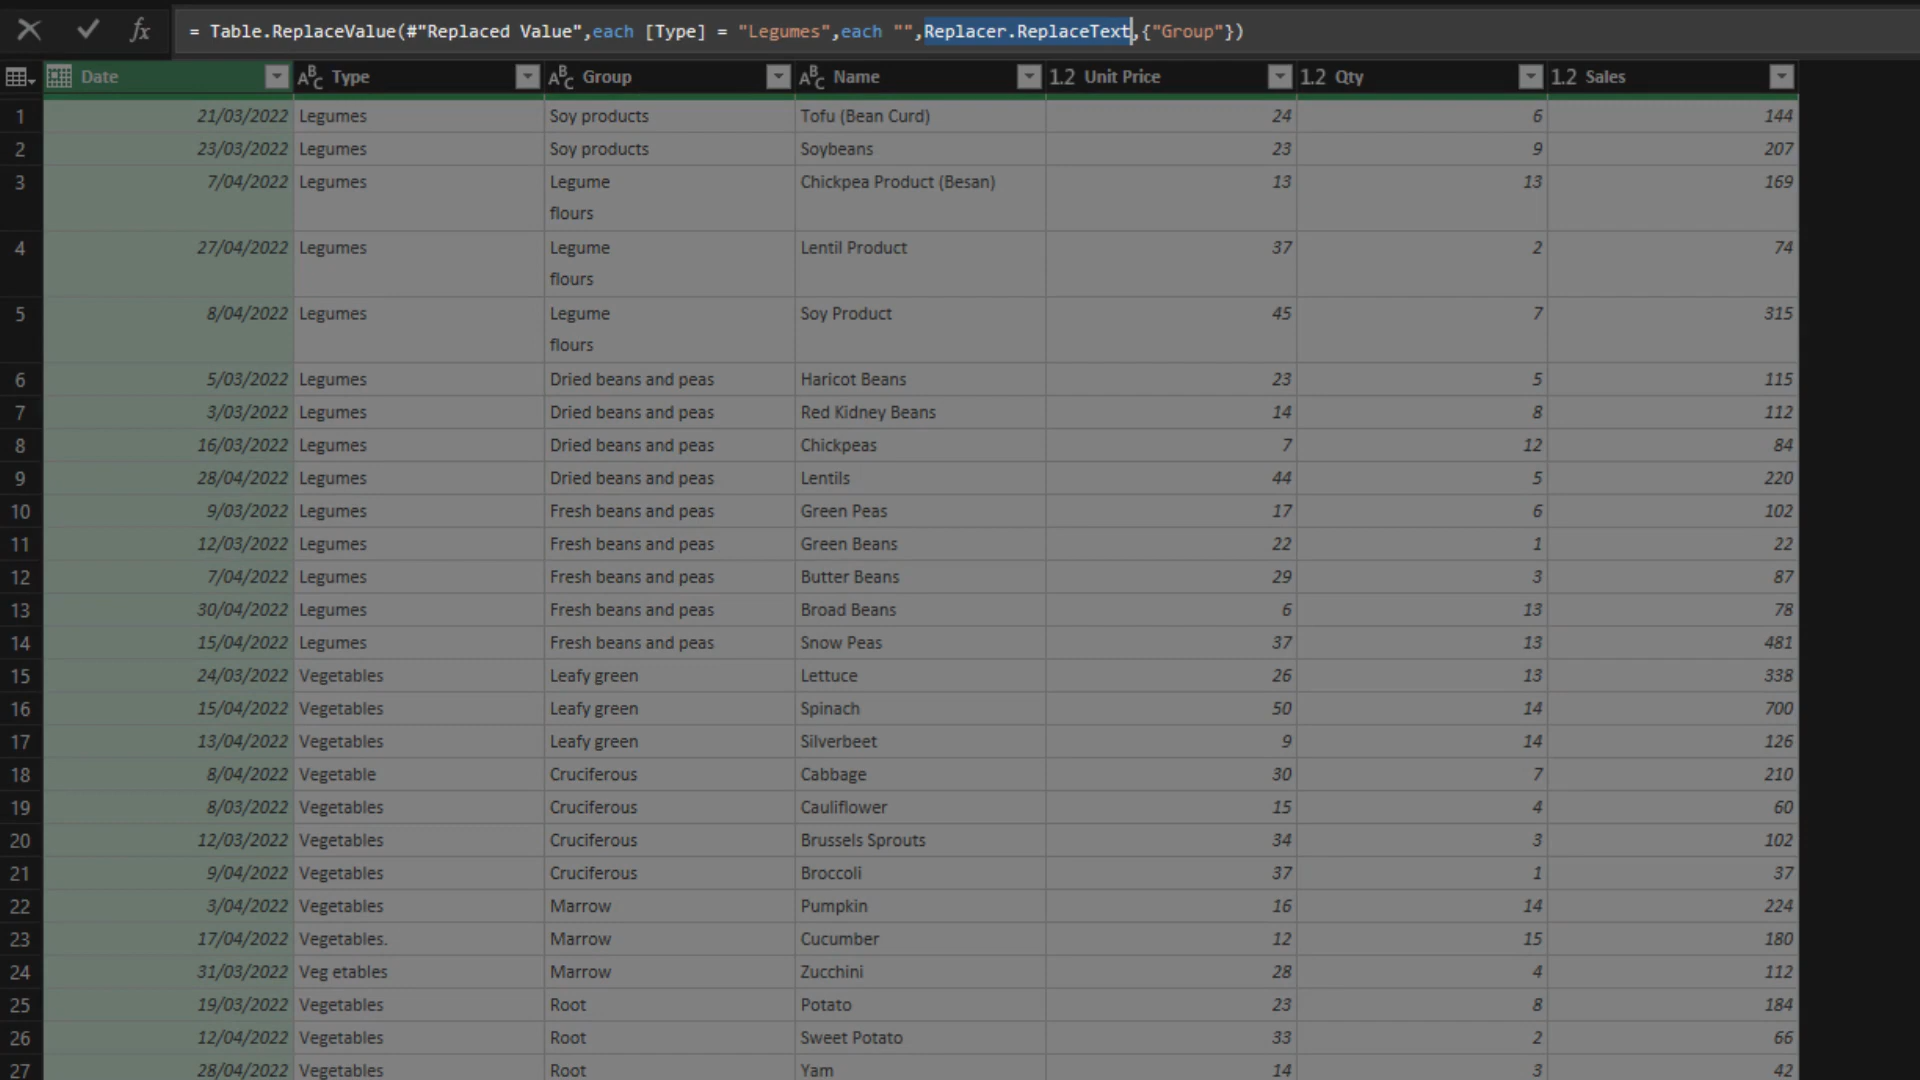 = Table.ReplaceValue(#"Replaced Value",each [Type] = "Legumes",each "",Replacer.ReplaceText,{"Group"})
Date Type Group Name 1.2 Unit Price 1.2 Qty 1.2 Sales
1 21/03/2022 Legumes Soy products Tofu (Bean Curd) 24 6 144
2 23/03/2022 Legumes Soy products Soybeans 23 9 207
3 7/04/2022 Legumes Legume Chickpea Product (Besan) 13 13 169
flours
4 27/04/2022 Legumes Legume Lentil Product 37 2 74
flours
5 8/04/2022 Legumes Legume Soy Product 45 7 315
flours
6 5/03/2022 Legumes Dried beans and peas Haricot Beans 23 5 115
7 3/03/2022 Legumes Dried beans and peas Red Kidney Beans 14 8 112
8 16/03/2022 Legumes Dried beans and peas Chickpeas 7 12 84
9 28/04/2022 Legumes Dried beans and peas Lentils 44 5 220
10 9/03/2022 Legumes Fresh beans and peas Green Peas 17 6 102
11 12/03/2022 Legumes Fresh beans and peas Green Beans 22 1 22
12 7/04/2022 Legumes Fresh beans and peas Butter Beans 29 3 87
13 30/04/2022 Legumes Fresh beans and peas Broad Beans 6 13 78
14 15/04/2022 Legumes Fresh beans and peas Snow Peas 37 13 481
15 24/03/2022 Vegetables Leafy green Lettuce 26 13 338
16 15/04/2022 Vegetables Leafy green Spinach 50 14 700
17 13/04/2022 Vegetables Leafy green Silverbeet 9 14 126
18 8/04/2022 Vegetable Cruciferous Cabbage 30 7 210
19 8/03/2022 Vegetables Cruciferous Cauliflower 15 4 60
20 12/03/2022 Vegetables Cruciferous Brussels Sprouts 34 3 102
21 9/04/2022 Vegetables Cruciferous Broccoli 37 1 37
22 3/04/2022 Vegetables Marrow Pumpkin 16 14 224
23 17/04/2022 Vegetables. Marrow Cucumber 12 15 180
24 31/03/2022 Veg etables Marrow Zucchini 28 4 112
25 19/03/2022 Vegetables Root Potato 23 8 184
26 12/04/2022 Vegetables Root Sweet Potato 33 2 66
27 28/04/2022 Vegetables Root Yam 14 3 42